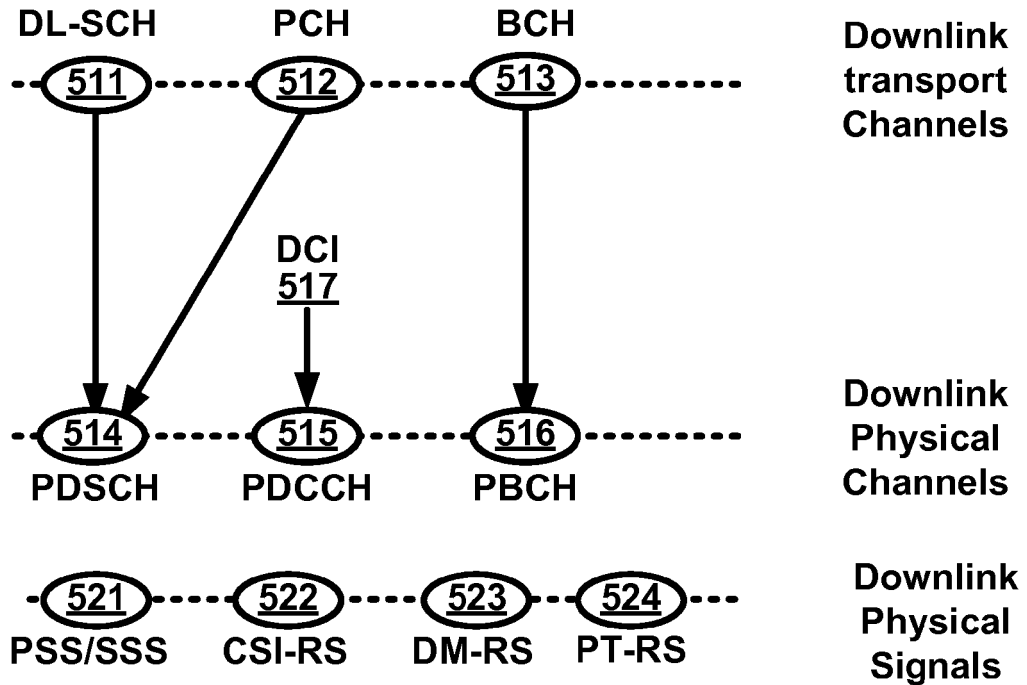 DL-SCH PCH BCH
511 512 513
Downlink
transport
Channels
DCI
517
514 515 516
PDSCH PDCCH PBCH
Downlink
Physical
Channels
521 522 523 524
PSS/SSS CSI-RS DM-RS PT-RS
Downlink
Physical
Signals